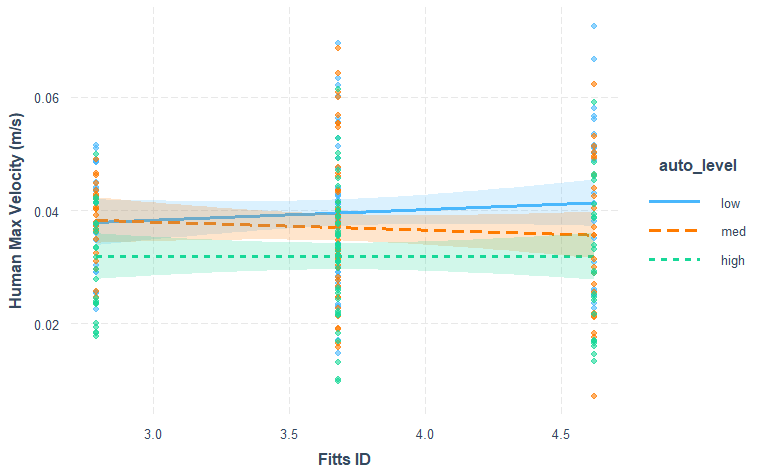 Human Max Velocity (m/s)
0.06
0.04
0.02
3.0
3.5
4.0
4.5
Fitts ID
auto_level
low
med
high